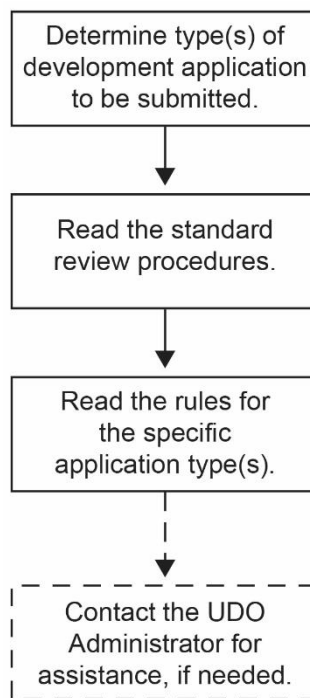 Determine type(s) of
development application
to be submitted.
Read the standard
review procedures.
Read the rules for
the specific
application type(s).
Contact the UDO
Administrator for
assistance, if needed.